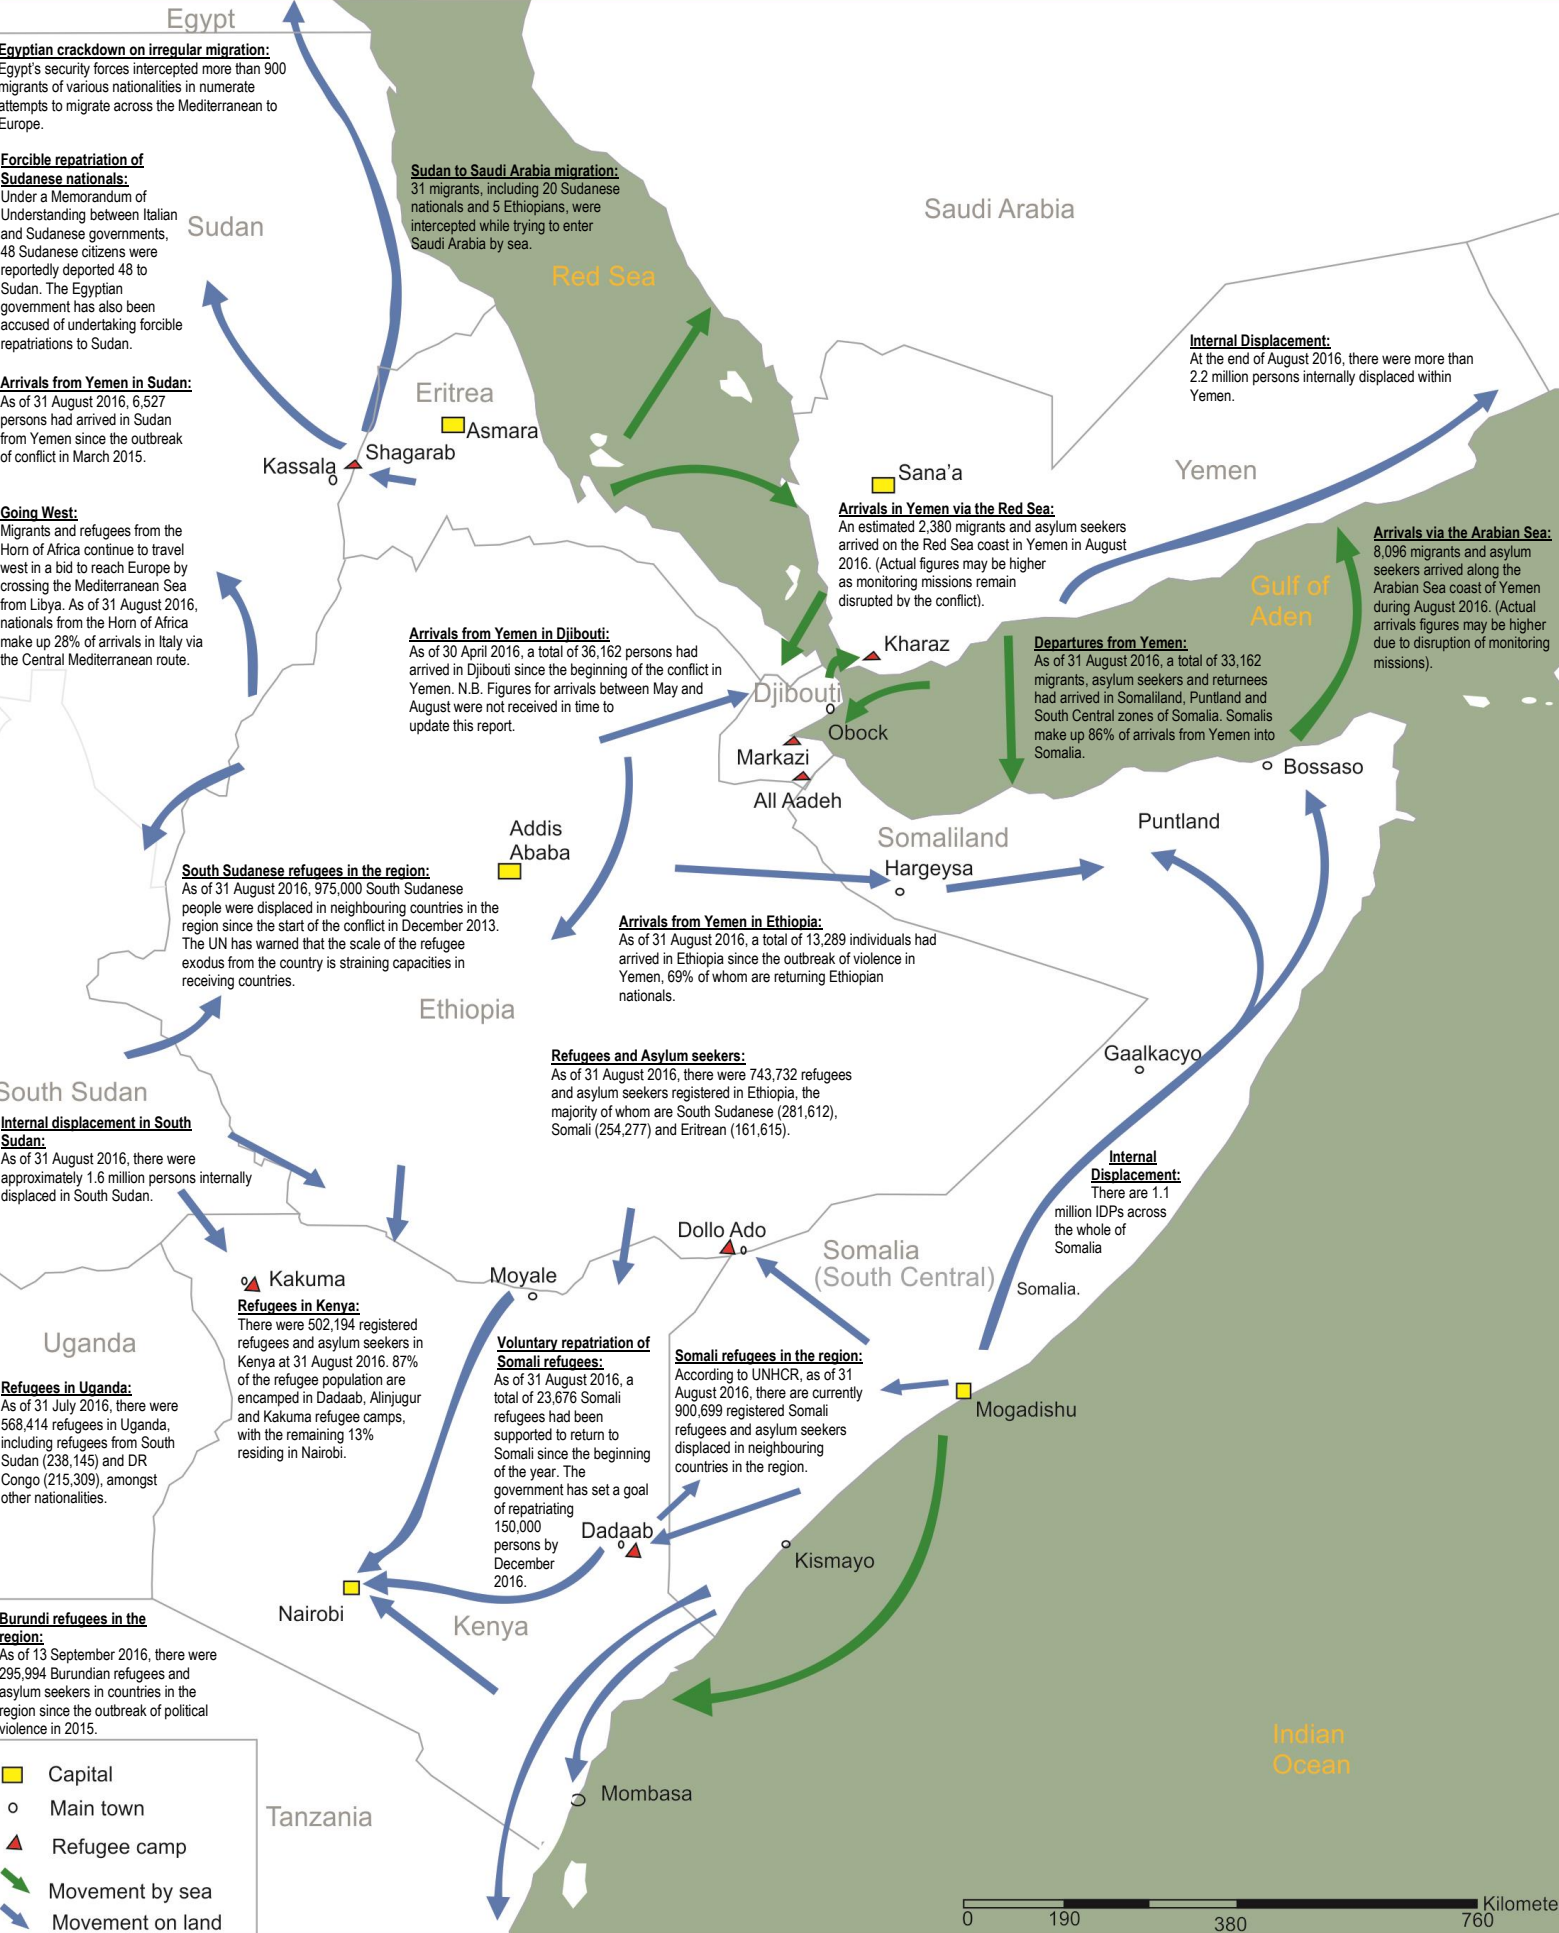 Egypt
Egyptian crackdown on irregular migration:
Egypt's security forces intercepted more than 900
migrants of various nationalities in numerate
attempts to migrate across the Mediterranean to
Europe.
Forcible repatriation of
Sudanese nationals:
Under a Memorandum of
Understanding between Italian
and Sudanese governments,
48 Sudanese citizens were
reportedly deported 48 to
Sudan. The Egyptian
government has also been
accused of undertaking forcible
repatriations to Sudan.
Sudan
Sudan to Saudi Arabia migration:
31 migrants, including 20 Sudanese
nationals and 5 Ethiopians, were
intercepted while trying to enter
Saudi Arabia by sea.
Red Sea
Saudi Arabia
Internal Displacement:
At the end of August 2016, there were more than
2.2 million persons internally displaced within
Yemen.
Arrivals from Yemen in Sudan:
As of 31 August 2016, 6,527
persons had arrived in Sudan
from Yemen since the outbreak
of conflict in March 2015.
Eritrea
Asmara
Shagarab
Kassala
Sana'a
Yemen
Going West:
Migrants and refugees from the
Horn of Africa continue to travel
west in a bid to reach Europe by
crossing the Mediterranean Sea
from Libya. As of 31 August 2016,
nationals from the Horn of Africa
make up 28% of arrivals in Italy via
the Central Mediterranean route.
Arrivals in Yemen via the Red Sea:
An estimated 2,380 migrants and asylum seekers
arrived on the Red Sea coast in Yemen in August
2016. (Actual figures may be higher
as monitoring missions remain
disrupted by the conflict).
Gulf of
Aden
Arrivals via the Arabian Sea:
8,096 migrants and asylum
seekers arrived along the
Arabian Sea coast of Yemen
during August 2016. (Actual
arrivals figures may be higher
due to disruption of monitoring
missions).
Arrivals from Yemen in Djibouti:
As of 30 April 2016, a total of 36,162 persons had
arrived in Djibouti since the beginning of the conflict in
Yemen. N.B. Figures for arrivals between May and
August were not received in time to
update this report.
Kharaz
Departures from Yemen:
As of 31 August 2016, a total of 33,162
migrants, asylum seekers and returnees
had arrived in Somaliland, Puntland and
South Central zones of Somalia. Somalis
make up 86% of arrivals from Yemen into
Somalia.
Djibouti
Obock
Markazi
All Aadeh
Bossaso
Puntland
Addis
Ababa
Somaliland
Hargeysa
South Sudanese refugees in the region:
As of 31 August 2016, 975,000 South Sudanese
people were displaced in neighbouring countries in the
region since the start of the conflict in December 2013.
The UN has warned that the scale of the refugee
exodus from the country is straining capacities in
receiving countries.
Arrivals from Yemen in Ethiopia:
As of 31 August 2016, a total of 13,289 individuals had
arrived in Ethiopia since the outbreak of violence in
Yemen, 69% of whom are returning Ethiopian
nationals.
Ethiopia
Refugees and Asylum seekers:
As of 31 August 2016, there were 743,732 refugees
and asylum seekers registered in Ethiopia, the
majority of whom are South Sudanese (281,612),
Somali (254,277) and Eritrean (161,615).
Gaalkacyo
South Sudan
Internal displacement in South
Sudan:
As of 31 August 2016, there were
approximately 1.6 million persons internally
displaced in South Sudan.
Internal
Displacement:
There are 1.1
million IDPs across
the whole of
Somalia
Somalia.
Dollo Ado
Somalia
(South Central)
Moyale
Kakuma
Refugees in Kenya:
There were 502,194 registered
refugees and asylum seekers in
Kenya at 31 August 2016. 87%
of the refugee population are
encamped in Dadaab, Alinjugur
and Kakuma refugee camps,
with the remaining 13%
residing in Nairobi.
Uganda
Refugees in Uganda:
As of 31 July 2016, there were
568,414 refugees in Uganda,
including refugees from South
Sudan (238,145) and DR
Congo (215,309), amongst
other nationalities.
Voluntary repatriation of
Somali refugees:
As of 31 August 2016, a
total of 23,676 Somali
refugees had been
supported to return to
Somali since the beginning
of the year. The
government has set a goal
of repatriating
150,000
persons by
December
2016.
Somali refugees in the region:
According to UNHCR, as of 31
August 2016, there are currently
900,699 registered Somali
refugees and asylum seekers
displaced in neighbouring
countries in the region.
Mogadishu
Dadaab
Kismayo
Nairobi
Kenya
Burundi refugees in the
region:
As of 13 September 2016, there were
295,994 Burundian refugees and
asylum seekers in countries in the
region since the outbreak of political
violence in 2015.
Indian
Ocean
Mombasa
Tanzania
Capital
Main town
Refugee camp
Movement by sea
Movement on land
Kilomete
0 190 380 760